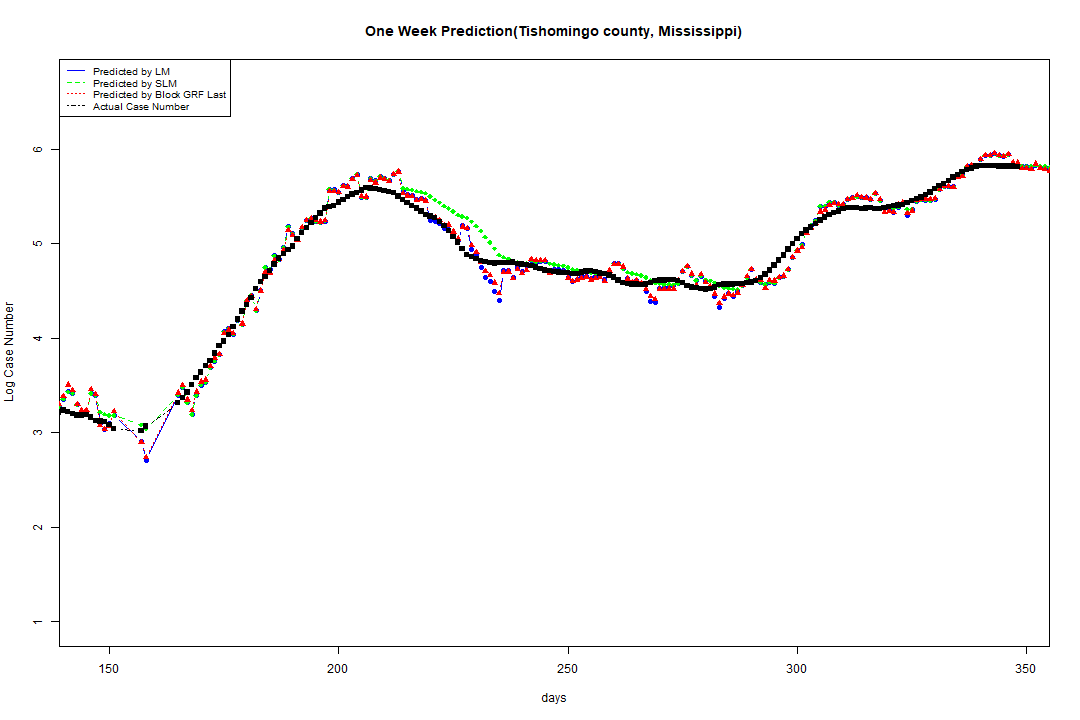 One Week Prediction(Tishomingo county, Mississippi)
Predicted by LM
Predicted by SLM
Predicted by Block GRF Last
Actual Case Number
6
5
4
3
2
1
Log Case Number
150 200 250 300 350
days